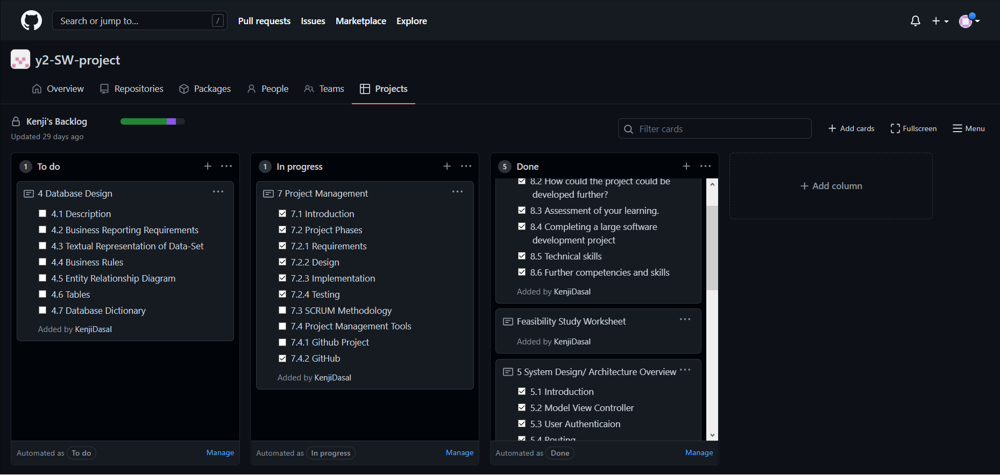 Search or jump to...
/
Pull requests
Issues
Marketplace
Explore
y2-SW-project
Overview
Repositories
Packages
People
Teams
Projects
Kenji's Backlog
Updated 29 days ago
Filter cards
Add cards
Fullscreen
Menu
1 To do
4 Database Design
4.1 Description
4.2 Business Reporting Requirements
4.3 Textual Representation of Data-Set
4.4 Business Rules
4.5 Entity Relationship Diagram
4.6 Tables
4.7 Database Dictionary
Added by KenjiDasal
Automated as To do
Manage
1 In progress
7 Project Management
7.1 Introduction
7.2 Project Phases
7.2.1 Requirements
7.2.2 Design
7.2.3 Implementation
7.2.4 Testing
7.3 SCRUM Methodology
7.4 Project Management Tools
7.4.1 Github Project
7.4.2 GitHub
Added by KenjiDasal
Automated as In progress
Manage
5 Done
8.2 How could the project could be
developed further?
8.3 Assessment of your learning.
8.4 Completing a large software
development project
8.5 Technical skills
8.6 Further competencies and skills
Added by KenjiDasal
Feasibility Study Worksheet
Added by KenjiDasal
5 System Design/ Architecture Overview
5.1 Introduction
5.2 Model View Controller
5.3 User Authenticaion
5.4 Routing
Automated as Done
Manage
Add column